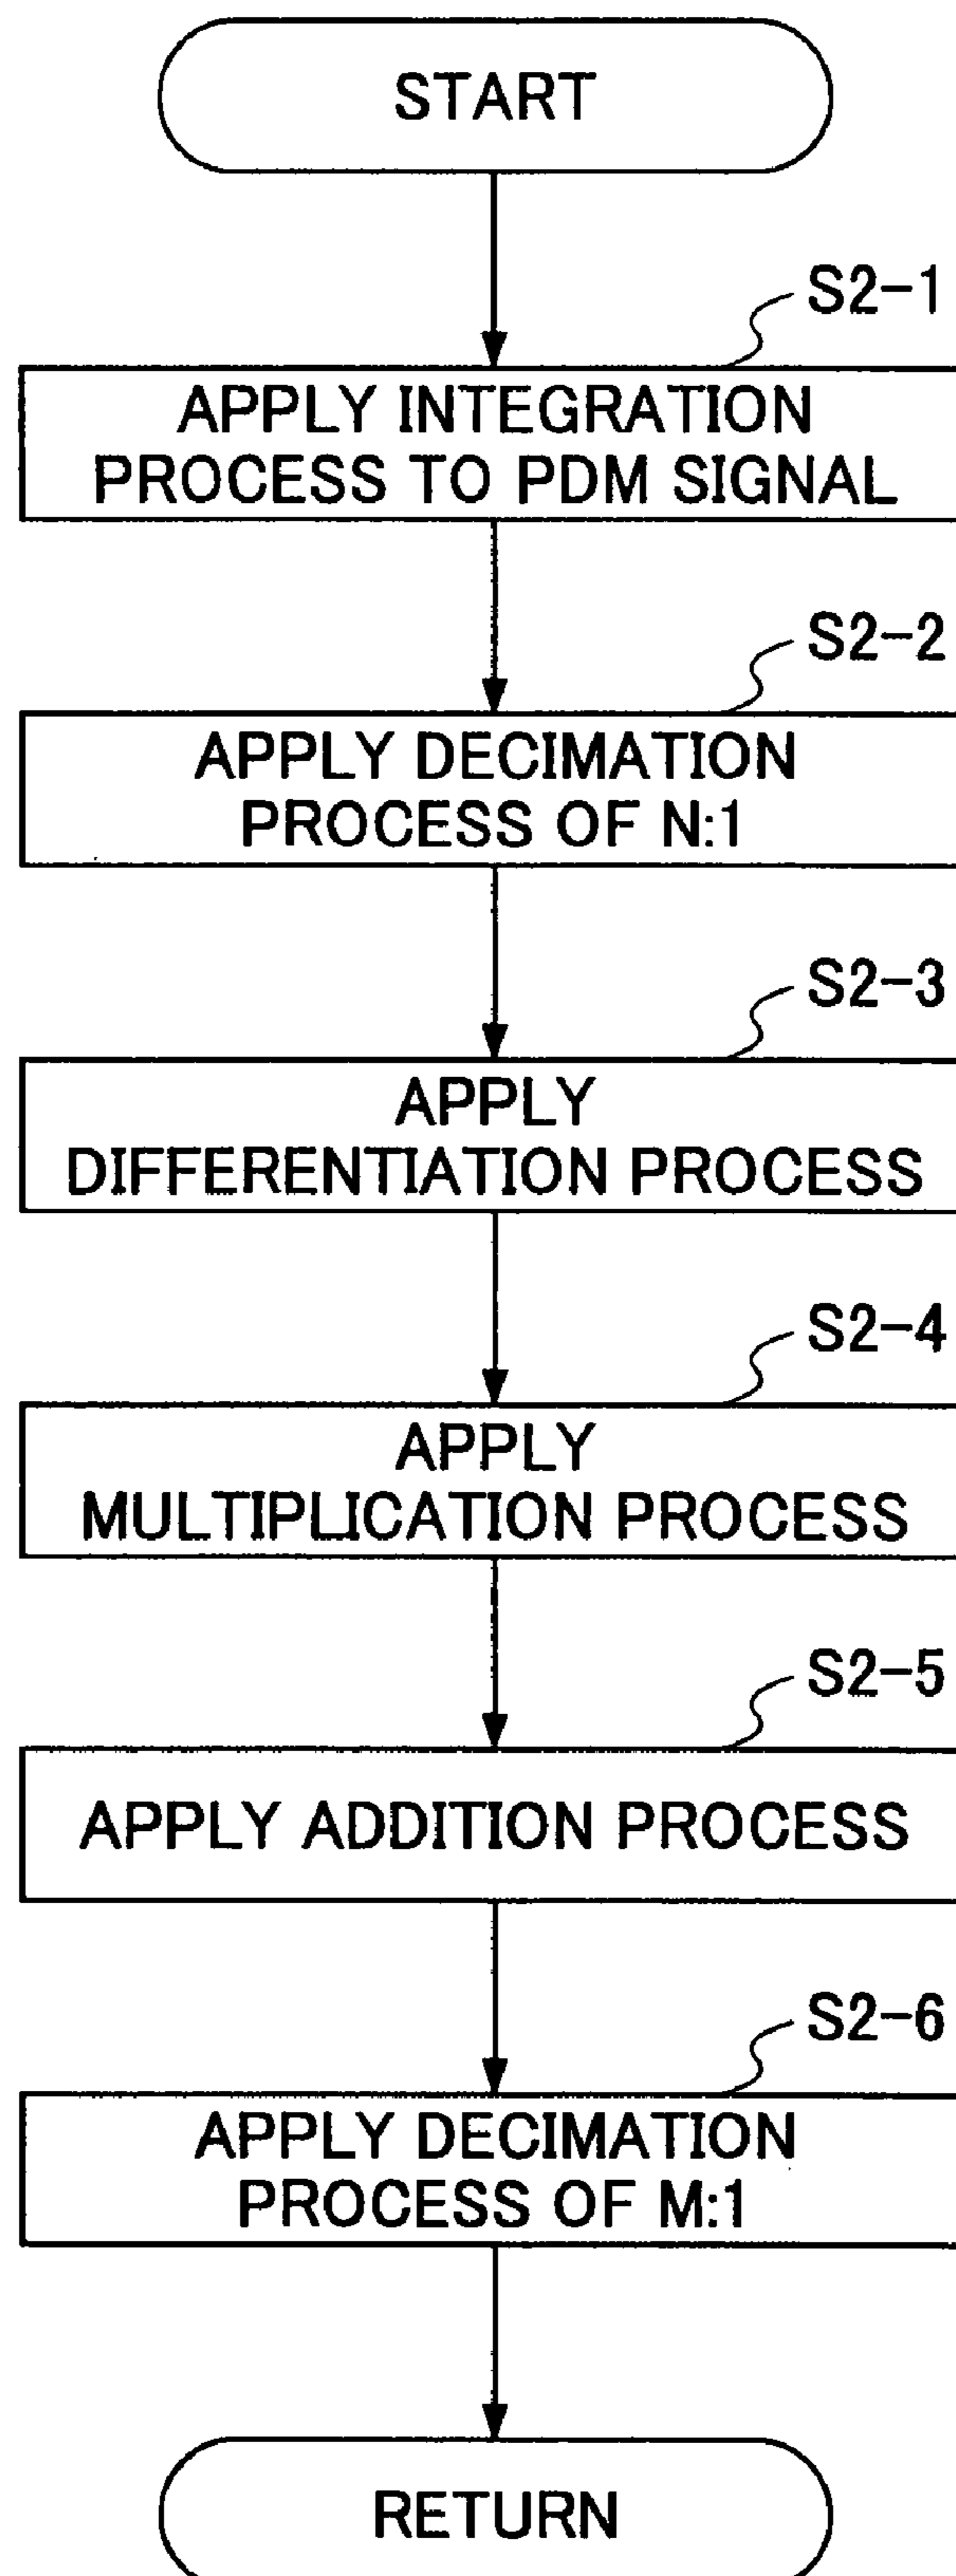 START
S2-1
APPLY INTEGRATION
PROCESS TO PDM SIGNAL
S2-2
APPLY DECIMATION
PROCESS OF N:1
S2-3
APPLY
DIFFERENTIATION PROCESS
S2-4
APPLY
MULTIPLICATION PROCESS
S2-5
APPLY ADDITION PROCESS
S2-6
APPLY DECIMATION
PROCESS OF M:1
RETURN